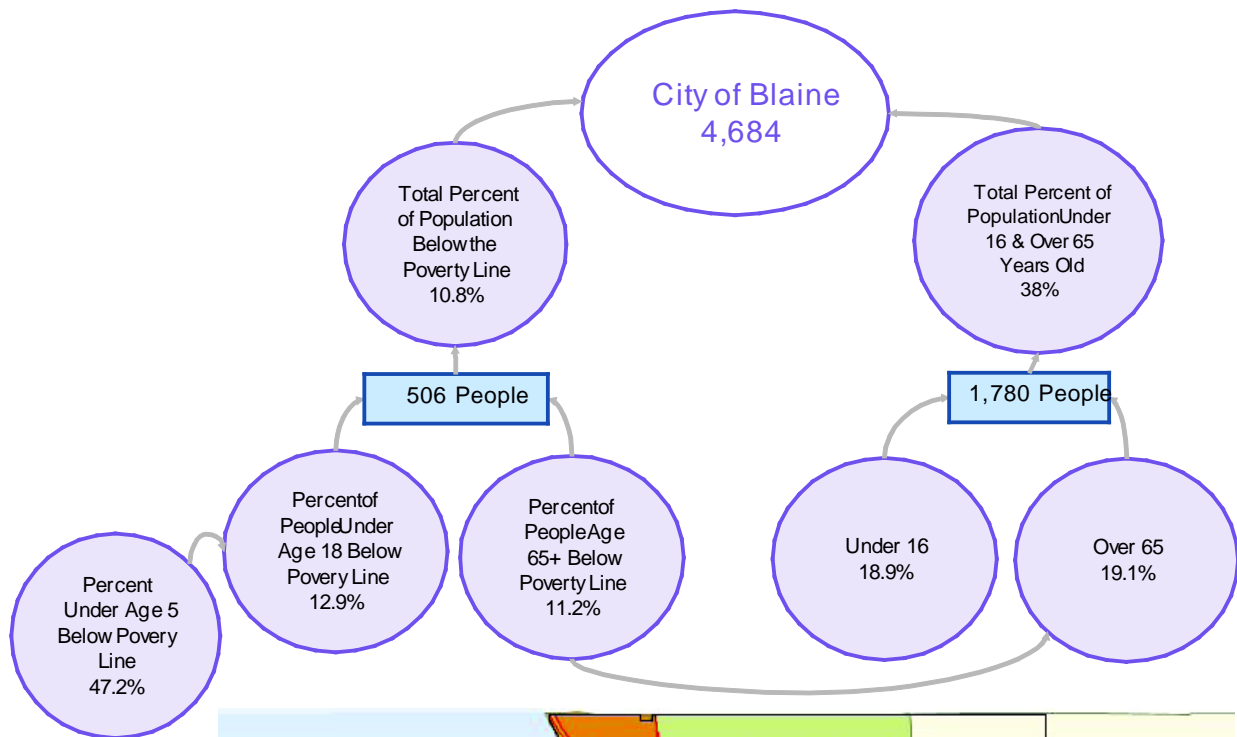 City of Blaine
4,684
Total Percent
of Population
Below the
Poverty Line
10.8%
Total Percent of
PopulationUnder
16 & Over 65
Years Old
38%
506 People
1,780 People
Percentof
PeopleUnder
Age 18 Below
Povery Line
12.9%
Percentof
PeopleAge
65+ Below
Poverty Line
11.2%
Under 16
18.9%
Over 65
19.1%
Percent
Under Age 5
Below Povery
Line
47.2%